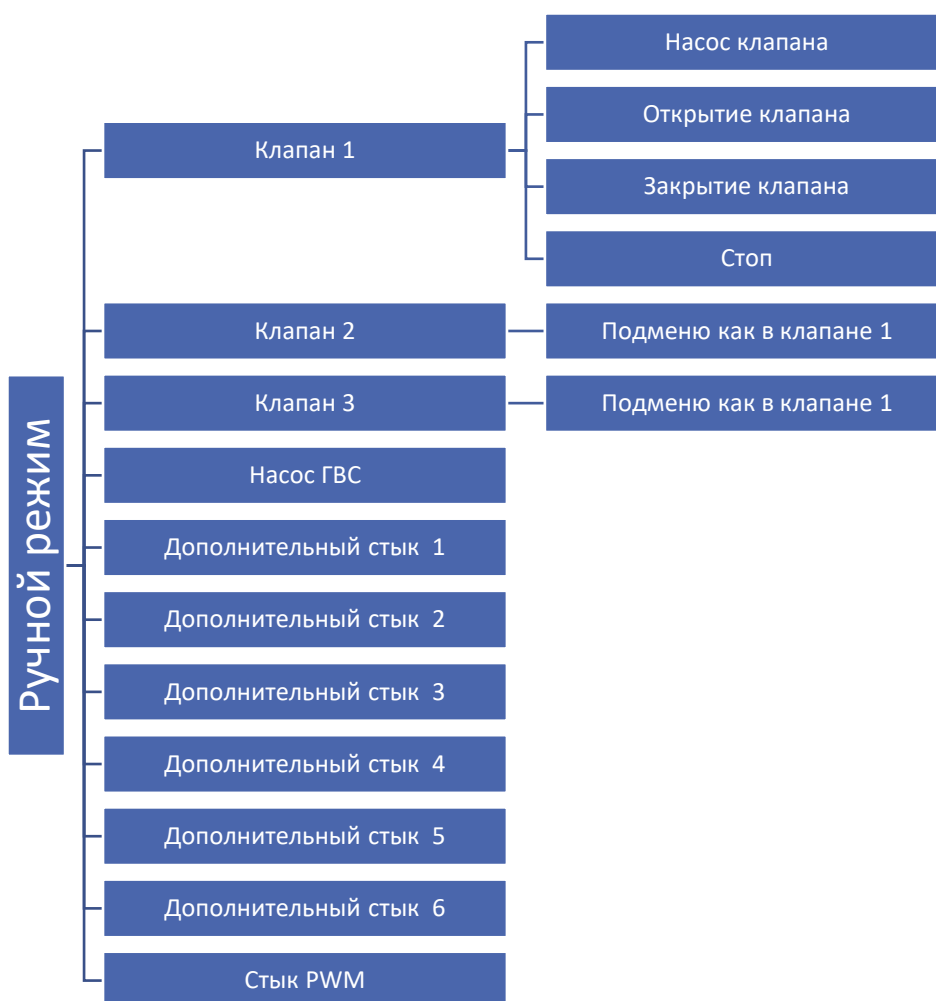 Ручной режим
Клапан 1
Насос клапана
Открытие клапана
Закрытие клапана
Стоп
Клапан 2
Подменю как в клапане 1
Клапан 3
Подменю как в клапане 1
Насос ГВС
Дополнительный стык 1
Дополнительный стык 2
Дополнительный стык 3
Дополнительный стык 4
Дополнительный стык 5
Дополнительный стык 6
Стык PWM